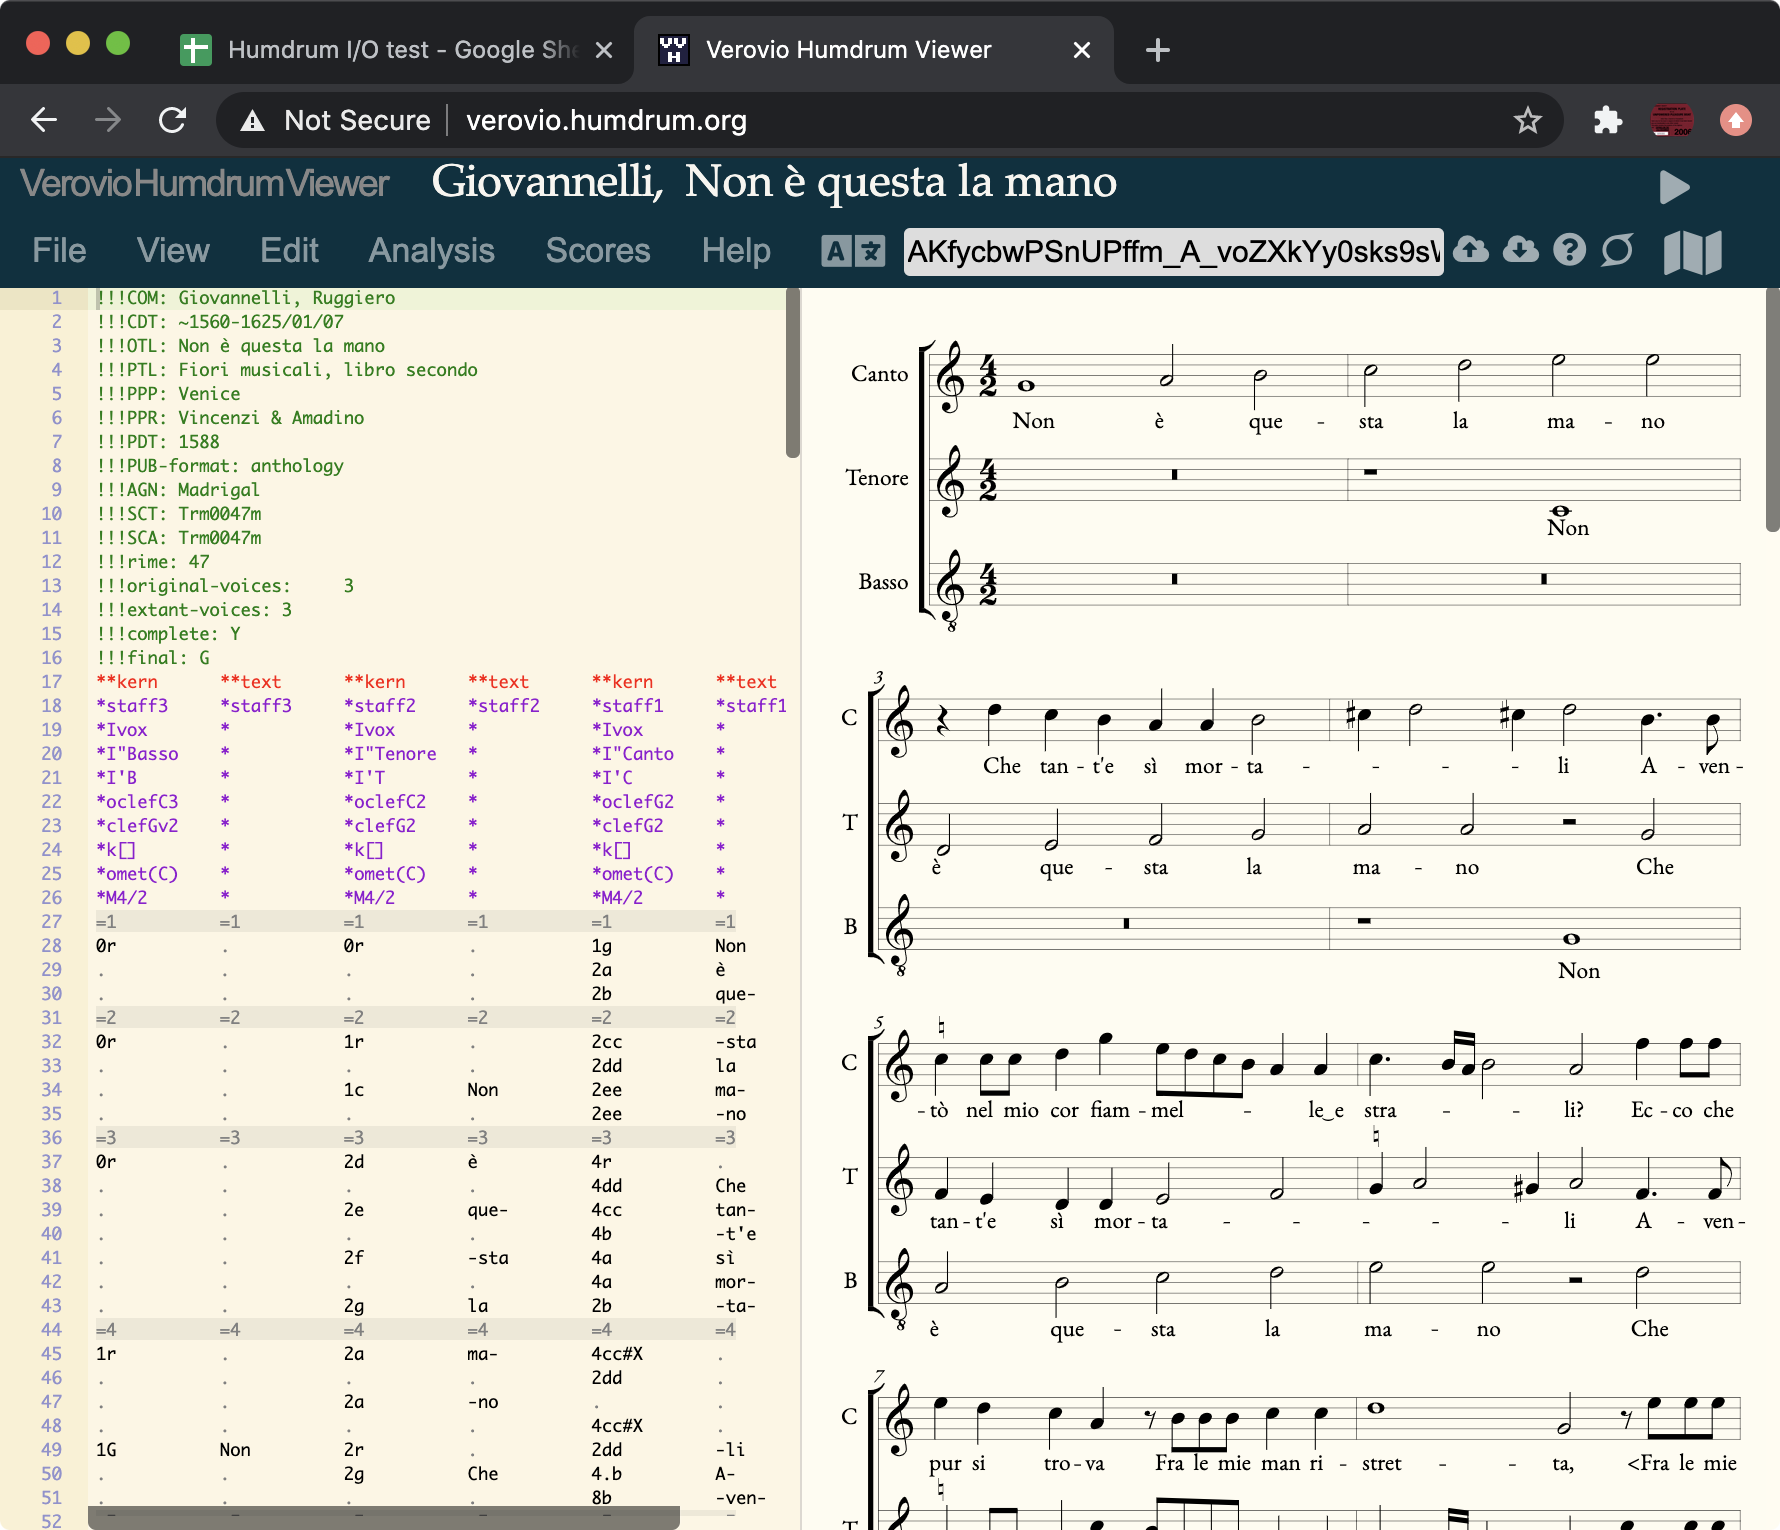 Humdrum I/O test - Google She
Verovio Humdrum Viewer
Not Secure
verovio.humdrum.org
200F
VerovioHumdrumViewer
Giovannelli, Non è questa la mano
File View Edit Analysis Scores Help
AKfycbwPSnUPffm_A_voZXkYy0sks9s
1 !!!COM: Giovannelli, Ruggiero
2 !!!CDT: ~1560-1625/01/07
3 !!!OTL: Non è questa la mano
4 !!!PTL: Fiori musicali, libro secondo
5 !!!PPP: Venice
6 !!!PPR: Vincenzi & Amadino
7 !!!PDT: 1588
8 !!!PUB-format: anthology
9 !!!AGN: Madrigal
10 !!!SCT: Trm0047m
11 !!!SCA: Trm0047m
12 !!!rime: 47
13 !!!original-voices: 3
14 !!!extant-voices: 3
15 !!!complete: Y
16 !!!final: G
17 **kern **text **kern **text **kern **text
18 *staff3 *staff3 *staff2 *staff2 *staff1 *staff1
19 *Ivox * *Ivox * *Ivox *
20 *I"Basso * *I"Tenore * *I"Canto *
21 *I'B * *I'T * *I'C *
22 *oclefC3 * *oclefC2 * *oclefG2 *
23 *clefGv2 * *clefG2 * *clefG2 *
24 *k[] * *k[] * *k[] *
25 *omet(C) * *omet(C) * *omet(C) *
26 *M4/2 * *M4/2 * *M4/2 *
27 =1 =1 =1 =1 =1 =1
28 0r . 0r . 1g Non
29 . . . . 2a è
30 . . . . 2b que-
31 =2 =2 =2 =2 =2 =2
32 0r . 1r . 2cc -sta
33 . . . . 2dd la
34 . . 1c Non 2ee ma-
35 . . . . 2ee -no
36 =3 =3 =3 =3 =3 =3
37 0r . 2d è 4r .
38 . . . . 4dd Che
39 . . 2e que- 4cc tan-
40 . . . . 4b -t'e
41 . . 2f -sta 4a sì
42 . . . . 4a mor-
43 . . 2g la 2b -ta-
44 =4 =4 =4 =4 =4 =4
45 1r . 2a ma- 4cc#X .
46 . . . . 2dd .
47 . . 2a -no . .
48 . . . . 4cc#X .
49 1G Non 2r . 2dd -li
50 . . 2g Che 4.b A-
51 . . . . 8b -ven-
52
Canto 4 2
Non è que - sta la ma - no
Tenore 4 2
Non
Basso 4 2
8
3
C
Che tan - t'e sì mor - ta - - - - li A - ven -
T
è que - sta la ma - no Che
B
8
Non
5
C
- tò nel mio cor fiam - mel - le‿e stra - - li? Ec - co che
T
tan - t'e sì mor - ta - - - - - li A - ven -
B
8
è que - sta la ma - no Che
7
C
pur si tro - va Fra le mie man ri - stret - - ta, <Fra le mie
T